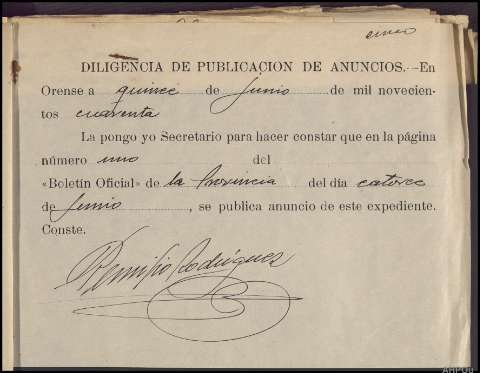 cinco
DILIGENCIA DE PUBLICACION DE ANUNCIOS.--En
Orense a quince de junio de mil novecien-
tos cuarenta
La pongo yo Secretario para hacer constar que en la página
número uno del
«Boletín Oficial» de la Provincia del día catorce
de Junio, se publica anuncio de este expediente.
Conste.
Remigio Rodríguez
AHPOu